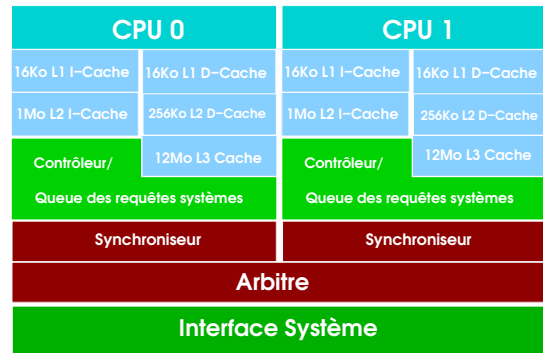 CPU 0
CPU 1
16Ko L1 I-Cache
16Ko L1 D-Cache
16Ko L1 I-Cache
16Ko L1 D-Cache
1Mo L2 I-Cache
256Ko L2 D-Cache
1Mo L2 I-Cache
256Ko L2 D-Cache
Contrôleur/
12Mo L3 Cache
Contrôleur/
12Mo L3 Cache
Queue des requêtes systèmes
Queue des requêtes systèmes
Synchroniseur
Synchroniseur
Arbitre
Interface Système